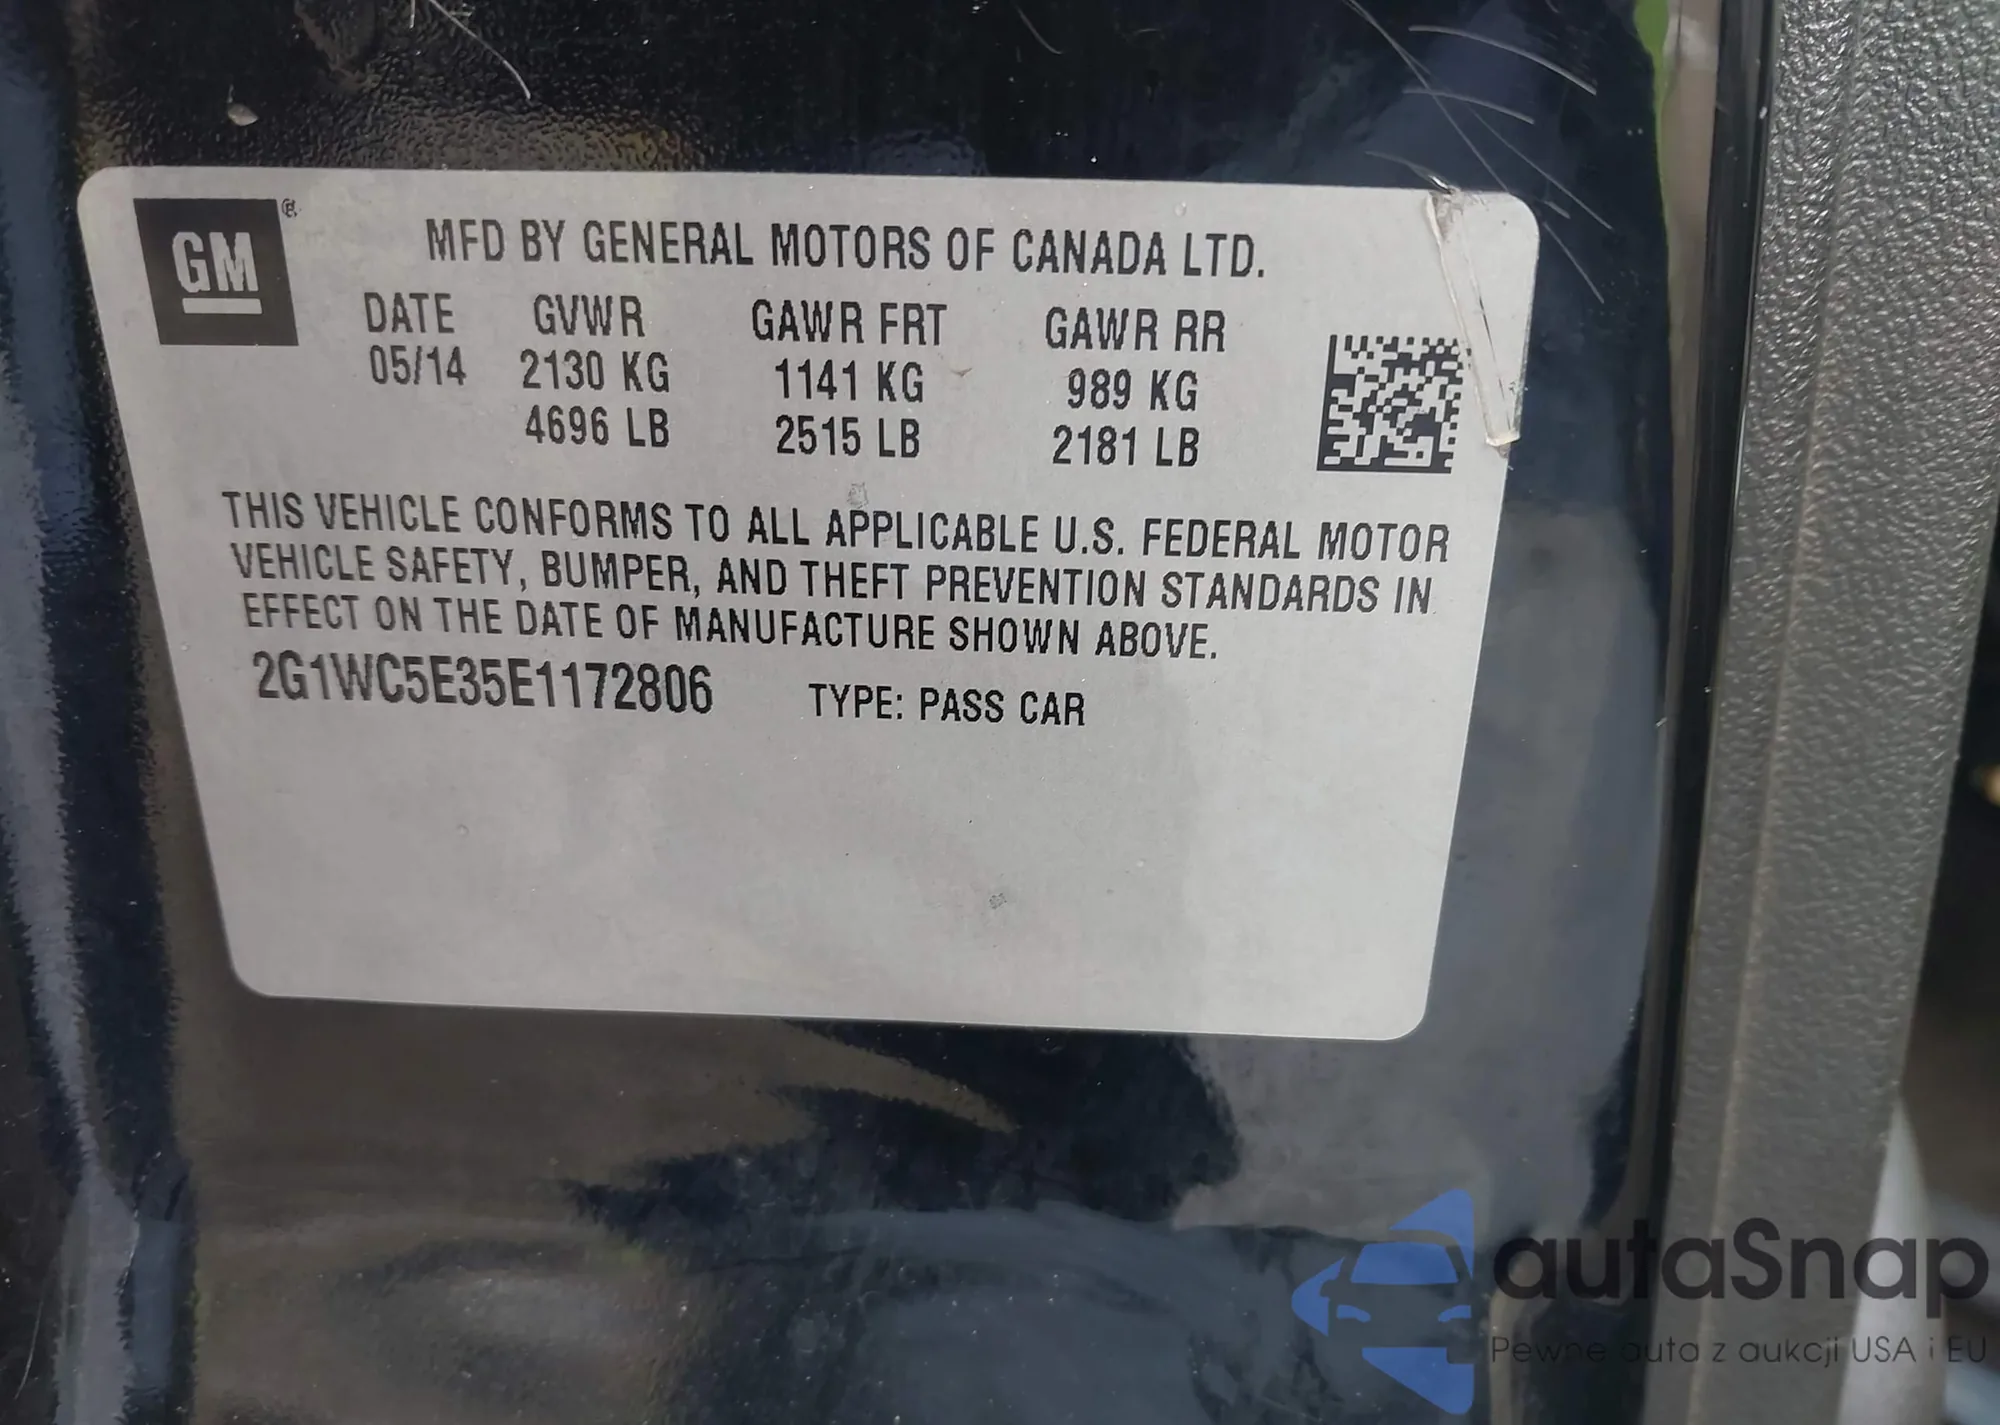 GM ®
MFD BY GENERAL MOTORS OF CANADA LTD.
DATE GVWR GAWR FRT GAWR RR
05/14 2130 KG 1141 KG 989 KG
4696 LB 2515 LB 2181 LB
THIS VEHICLE CONFORMS TO ALL APPLICABLE U.S. FEDERAL MOTOR
VEHICLE SAFETY, BUMPER, AND THEFT PREVENTION STANDARDS IN
EFFECT ON THE DATE OF MANUFACTURE SHOWN ABOVE.
2G1WC5E35E1172806 TYPE: PASS CAR
autaSnap
Pewne auta z aukcji USA i EU